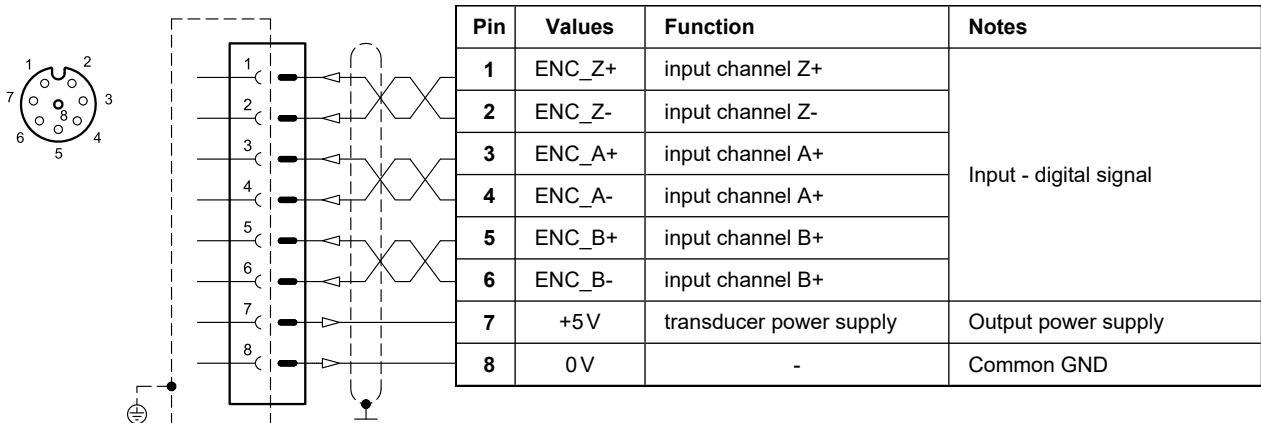 1 2
7 8 3
6 4
5
1
2
3
4
5
6
7
8
Pin Values Function Notes
1 ENC_Z+ input channel Z+
2 ENC_Z- input channel Z-
3 ENC_A+ input channel A+
Input - digital signal
4 ENC_A- input channel A+
5 ENC_B+ input channel B+
6 ENC_B- input channel B+
7 +5V transducer power supply Output power supply
8 0V - Common GND